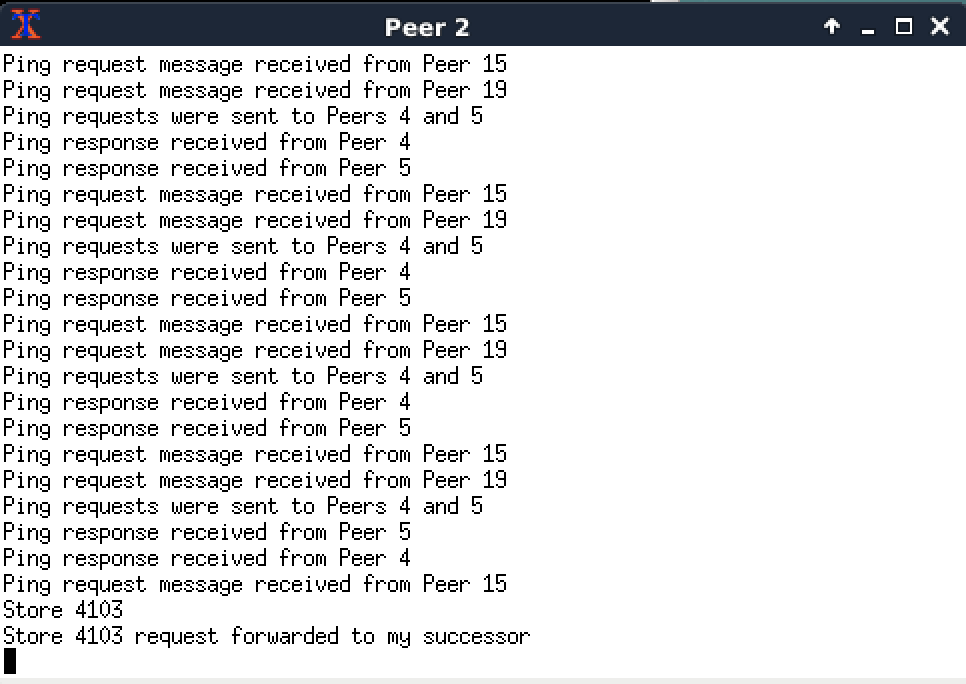 Peer 2
Ping request message received from Peer 15
Ping request message received from Peer 19
Ping requests were sent to Peers 4 and 5
Ping response received from Peer 4
Ping response received from Peer 5
Ping request message received from Peer 15
Ping request message received from Peer 19
Ping requests were sent to Peers 4 and 5
Ping response received from Peer 4
Ping response received from Peer 5
Ping request message received from Peer 15
Ping request message received from Peer 19
Ping requests were sent to Peers 4 and 5
Ping response received from Peer 4
Ping response received from Peer 5
Ping request message received from Peer 15
Ping request message received from Peer 19
Ping requests were sent to Peers 4 and 5
Ping response received from Peer 5
Ping response received from Peer 4
Ping request message received from Peer 15
Store 4103
Store 4103 request forwarded to my successor